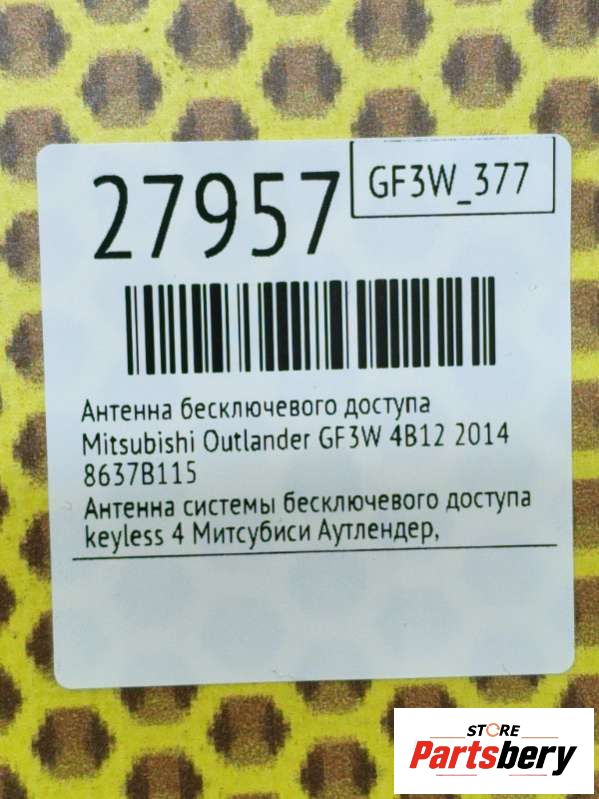 27957
GF3W_377
Антенна бесключевого доступа
Mitsubishi Outlander GF3W 4B12 2014
8637B115
Антенна системы бесключевого доступа
keyless 4 Митсубиси Аутлендер,
STORE
Partsbery